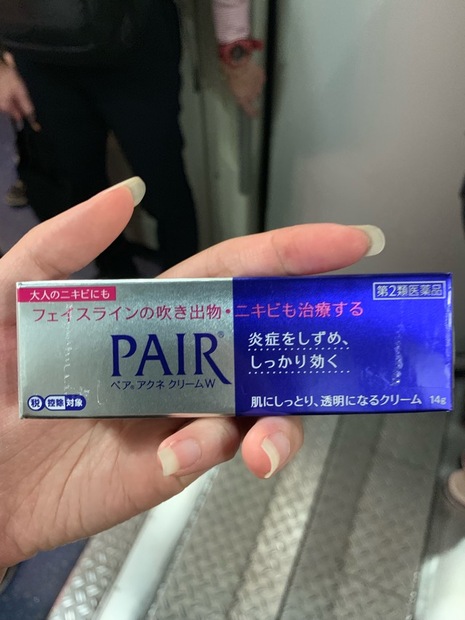 大人のニキビにも
第2類医薬品
フェイスラインの吹き出物・ニキビも治療する
PAIR®
ペア® アクネ クリームW
炎症をしずめ、
しっかり効く
税 控除 対象
肌にしっとり、透明になるクリーム 14g